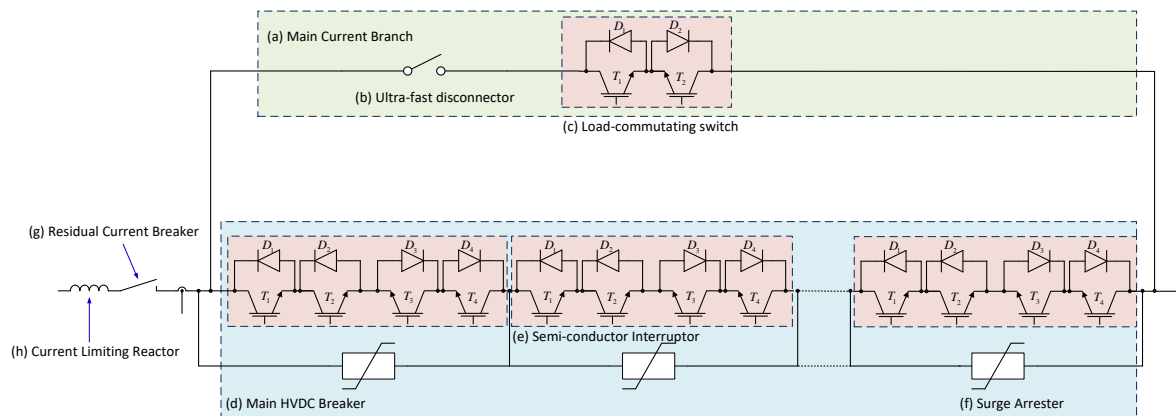 (a) Main Current Branch
D1 D2
T1 T2
(b) Ultra-fast disconnector
(c) Load-commutating switch
(g) Residual Current Breaker
D1 D2 D3 D4 D1 D2 D3 D4 D1 D2 D3 D4
T1 T2 T3 T4 T1 T2 T3 T4 T1 T2 T3 T4
(e) Semi-conductor Interruptor
(h) Current Limiting Reactor
(d) Main HVDC Breaker
(f) Surge Arrester